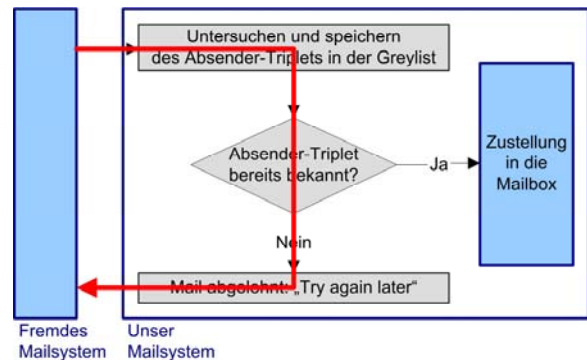 Untersuchen und speichern
des Absender-Triplets in der Greylist
Absender-Triplet
bereits bekannt?
Ja
Zustellung
in die
Mailbox
Nein
Mail abgelehnt: „Try again later“
Fremdes
Mailsystem
Unser
Mailsystem